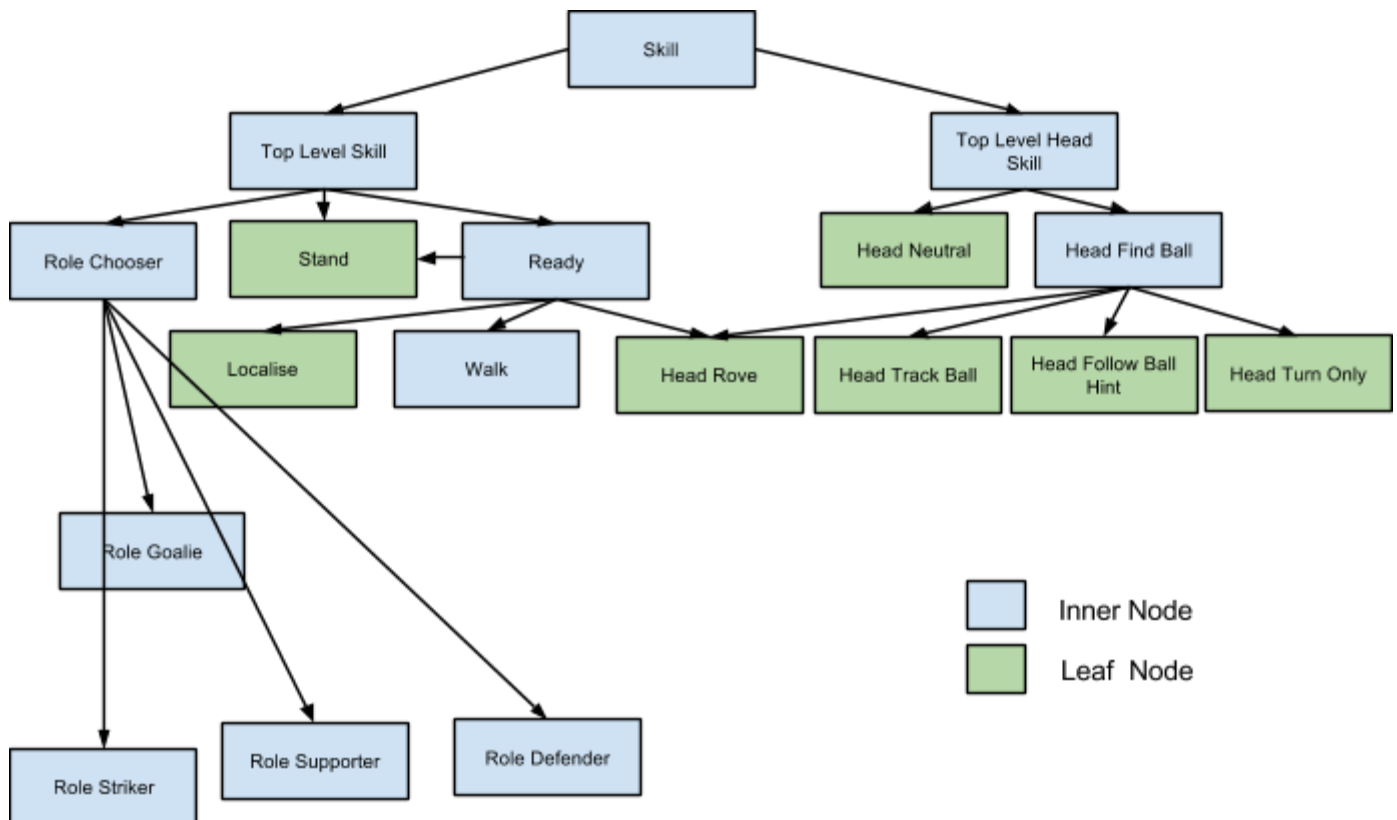 Skill
Top Level Skill
Top Level Head
Skill
Role Chooser
Stand
Ready
Head Neutral
Head Find Ball
Localise
Walk
Head Rove
Head Track Ball
Head Follow Ball
Hint
Head Turn Only
Role Goalie
Inner Node
Leaf Node
Role Supporter
Role Defender
Role Striker